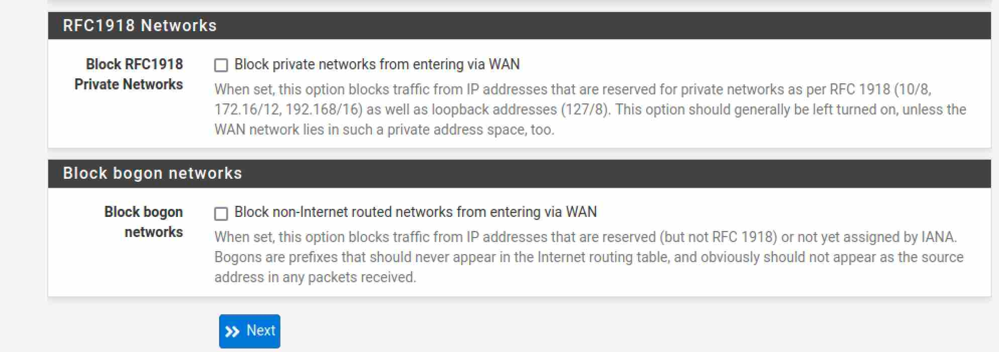 RFC1918 Networks
Block RFC1918
Private Networks
Block private networks from entering via WAN
When set, this option blocks traffic from IP addresses that are reserved for private networks as per RFC 1918 (10/8,
172.16/12, 192.168/16) as well as loopback addresses (127/8). This option should generally be left turned on, unless the
WAN network lies in such a private address space, too.
Block bogon networks
Block bogon
networks
Block non-Internet routed networks from entering via WAN
When set, this option blocks traffic from IP addresses that are reserved (but not RFC 1918) or not yet assigned by IANA.
Bogons are prefixes that should never appear in the Internet routing table, and obviously should not appear as the source
address in any packets received.
Next